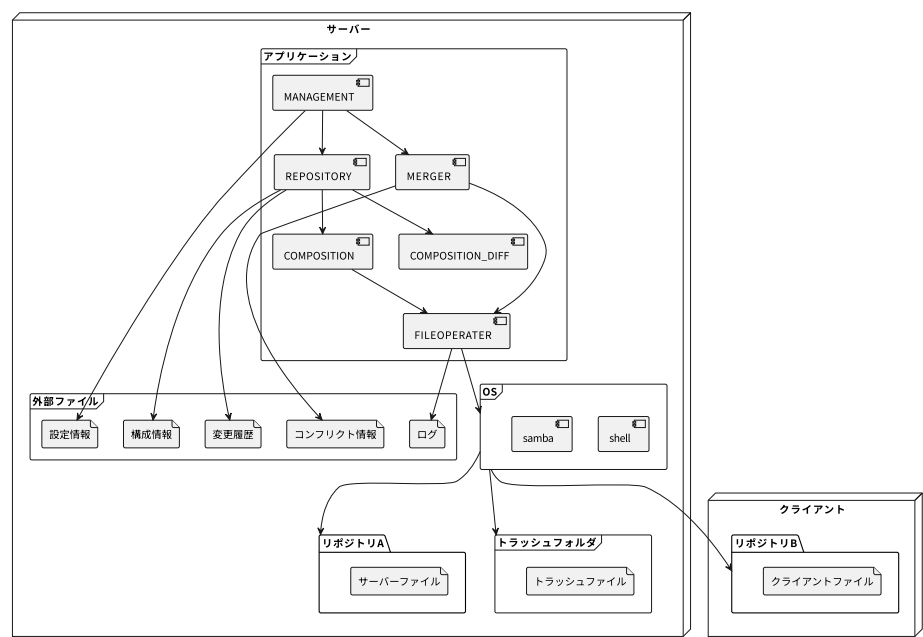 サーバー
アプリケーション
MANAGEMENT
REPOSITORY
MERGER
COMPOSITION
COMPOSITION_DIFF
FILEOPERATER
外部ファイル
設定情報
構成情報
変更履歴
コンフリクト情報
ログ
OS
samba
shell
リポジトリA
サーバーファイル
トラッシュフォルダ
トラッシュファイル
クライアント
リポジトリB
クライアントファイル